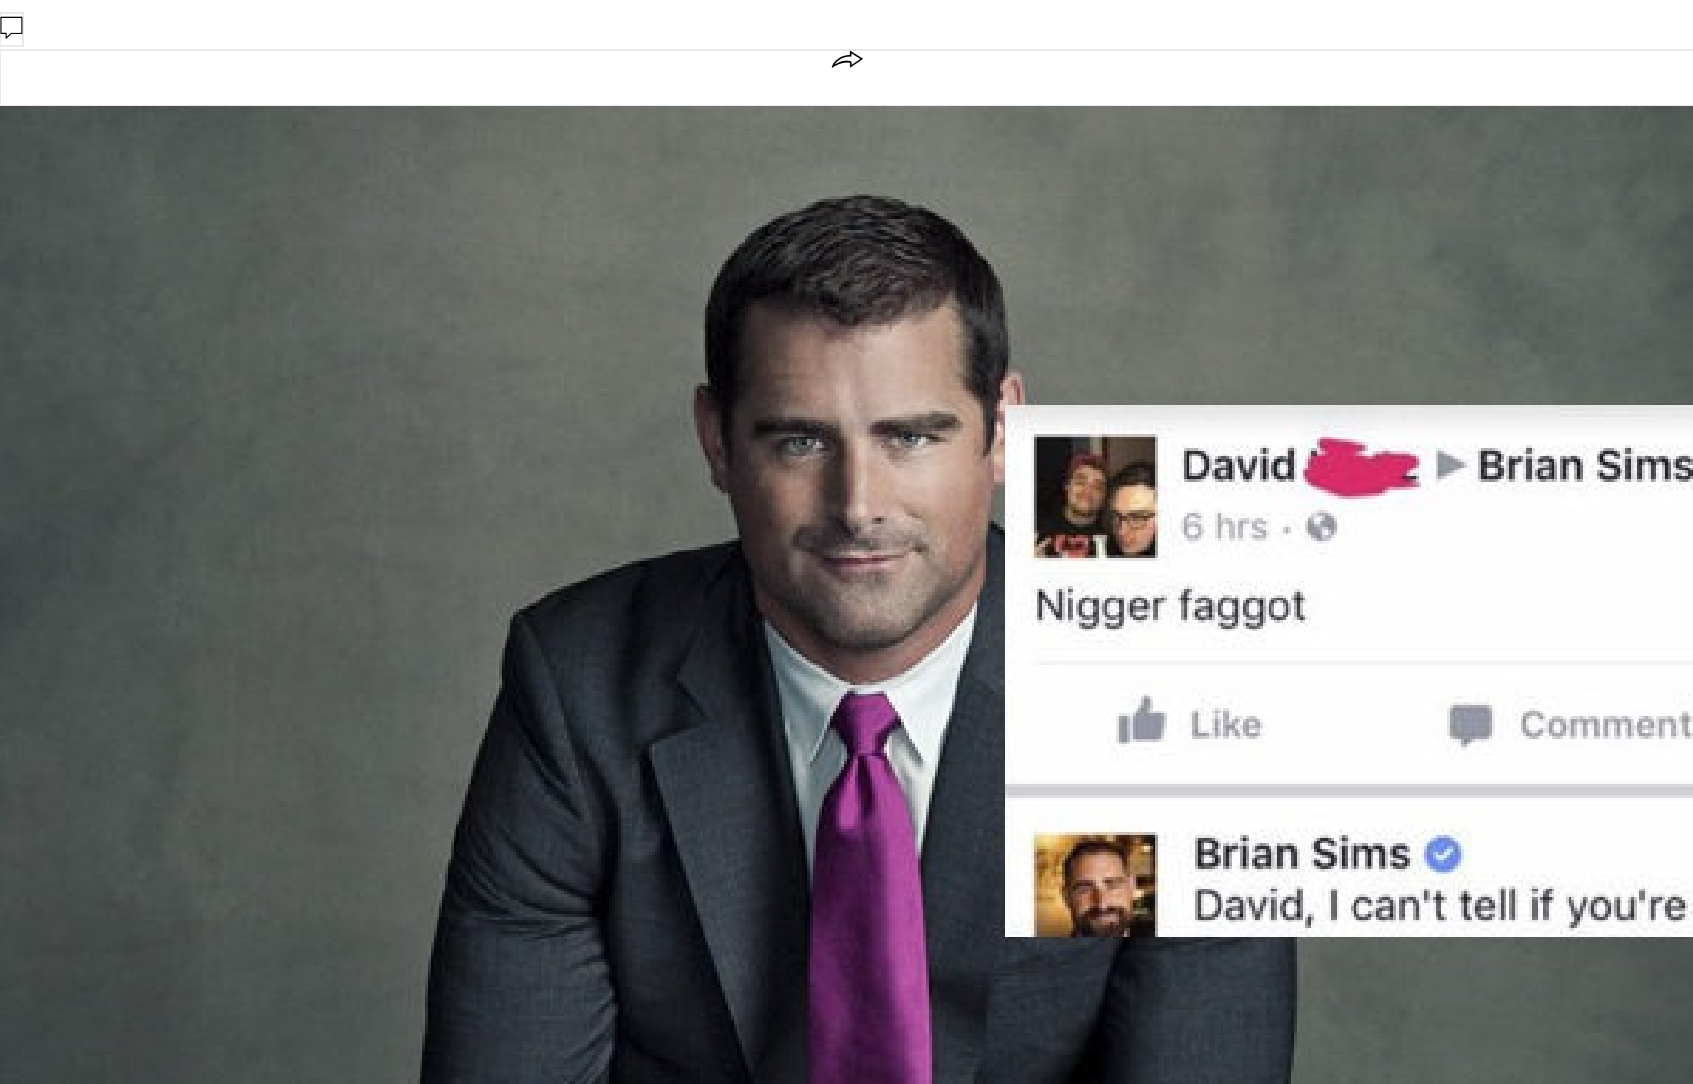 David
Brian Sims
6 hrs ·
Nigger faggot
Like
Comment
Brian Sims
David, I can't tell if you're